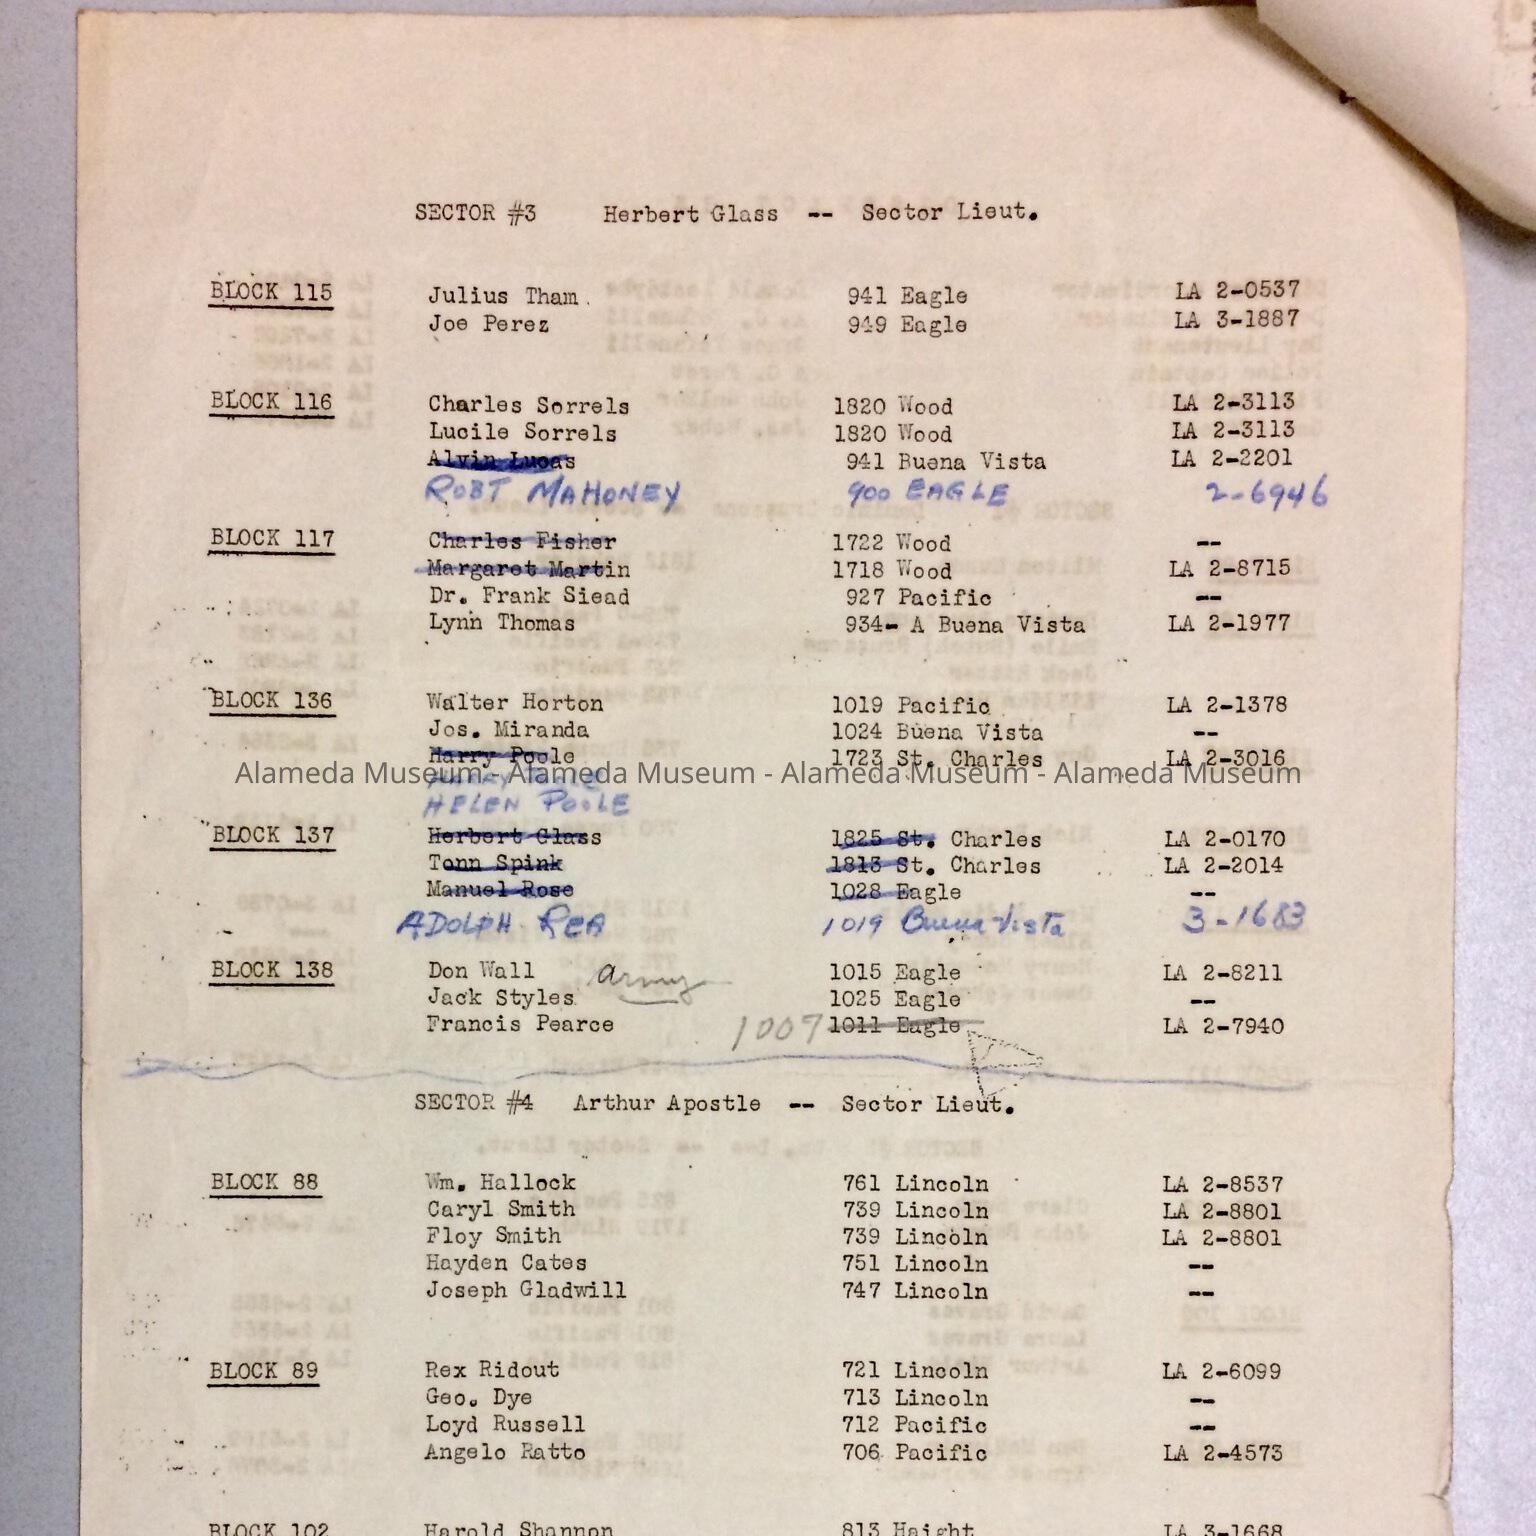 SECTOR #3 Herbert Glass -- Sector Lieut.
BLOCK 115 Julius Tham 941 Eagle LA 2-0537
Joe Perez 949 Eagle LA 3-1887
BLOCK 116 Charles Sorrels 1820 Wood LA 2-3113
Lucile Sorrels 1820 Wood LA 2-3113
Alvin Lucas 941 Buena Vista LA 2-2201
ROBT MAHONEY 900 EAGLE 2-6946
BLOCK 117 Charles Fisher 1722 Wood --
Margaret Martin 1718 Wood LA 2-8715
Dr. Frank Siead 927 Pacific --
Lynn Thomas 934- A Buena Vista LA 2-1977
BLOCK 136 Walter Horton 1019 Pacific LA 2-1378
Jos. Miranda 1024 Buena Vista --
Harry Poole 1723 St. Charles LA 2-3016
Alameda Museum - Alameda Museum - Alameda Museum - Alameda Museum
HELEN POOLE
BLOCK 137 Herbert Glass 1825 St. Charles LA 2-0170
Tonn Spink 1813 St. Charles LA 2-2014
Manuel Rose 1028 Eagle --
ADOLPH REA 1019 Buena Vista 3-1683
BLOCK 138 Don Wall army 1015 Eagle LA 2-8211
Jack Styles 1025 Eagle --
Francis Pearce 1007 1011 Eagle LA 2-7940
SECTOR #4 Arthur Apostle -- Sector Lieut.
BLOCK 88 Wm. Hallock 761 Lincoln LA 2-8537
Caryl Smith 739 Lincoln LA 2-8801
Floy Smith 739 Lincoln LA 2-8801
Hayden Cates 751 Lincoln --
Joseph Gladwill 747 Lincoln --
BLOCK 89 Rex Ridout 721 Lincoln LA 2-6099
Geo. Dye 713 Lincoln --
Loyd Russell 712 Pacific --
Angelo Ratto 706 Pacific LA 2-4573
BLOCK 102 Harold Shannon 813 Haight LA 3-1668